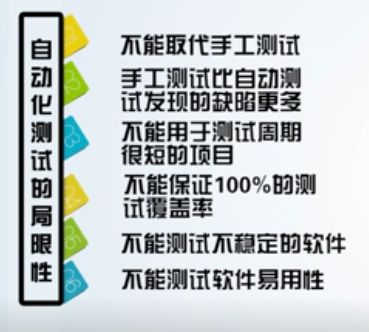 自动化测试的局限性
01
不能取代手工测试
02
手工测试比自动测
试发现的缺陷更多
03
不能用于测试周期
很短的项目
04
不能保证100%的测
试覆盖率
05
不能测试不稳定的软件
06
不能测试软件易用性